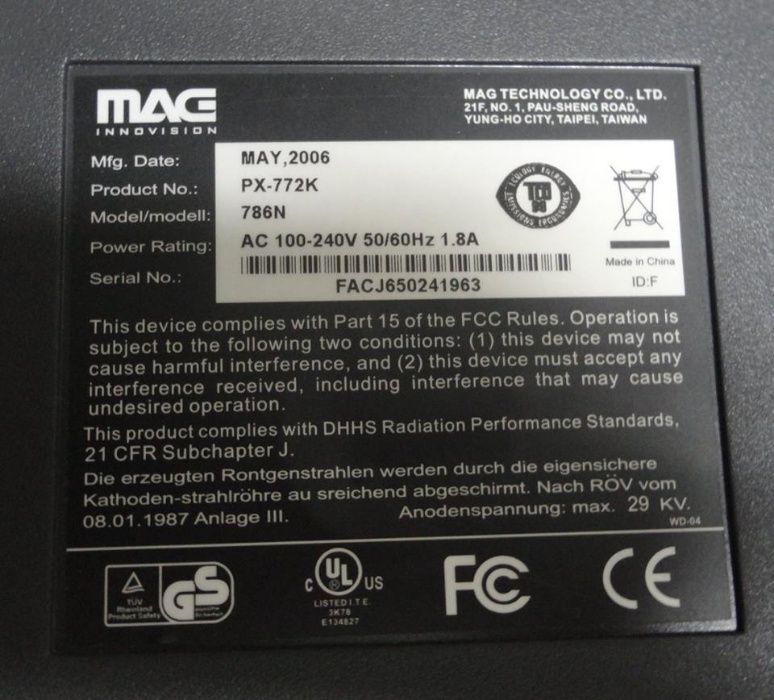 MAG
INNOVISION
MAG TECHNOLOGY CO., LTD.
21F, NO. 1, PAU-SHENG ROAD,
YUNG-HO CITY, TAIPEI, TAIWAN
Mfg. Date: MAY,2006
Product No.: PX-772K
Model/modell: 786N
Power Rating: AC 100-240V 50/60Hz 1.8A
Serial No.: FACJ650241963
ECOLOGY ENERGY
TCO
99
EMISSIONS ERGONOMICS
Made in China
ID:F
This device complies with Part 15 of the FCC Rules. Operation is
subject to the following two conditions: (1) this device may not
cause harmful interference, and (2) this device must accept any
interference received, including interference that may cause
undesired operation.
This product complies with DHHS Radiation Performance Standards,
21 CFR Subchapter J.
Die erzeugten Rontgenstrahlen werden durch die eigensichere
Kathoden-strahlröhre au sreichend abgeschirmt. Nach RÖV vom
08.01.1987 Anlage III. Anodenspannung: max. 29 KV.
WD-04
TÜV
Rheinland
Product Safety
GS
C UL US
LISTED I.T.E.
3K78
E134827
FC
CE